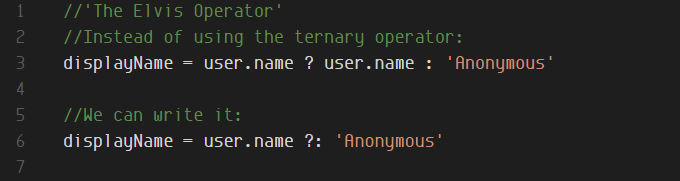 1 //'The Elvis Operator'
2 //Instead of using the ternary operator:
3 displayName = user.name ? user.name : 'Anonymous'
4
5 //We can write it:
6 displayName = user.name ?: 'Anonymous'
7